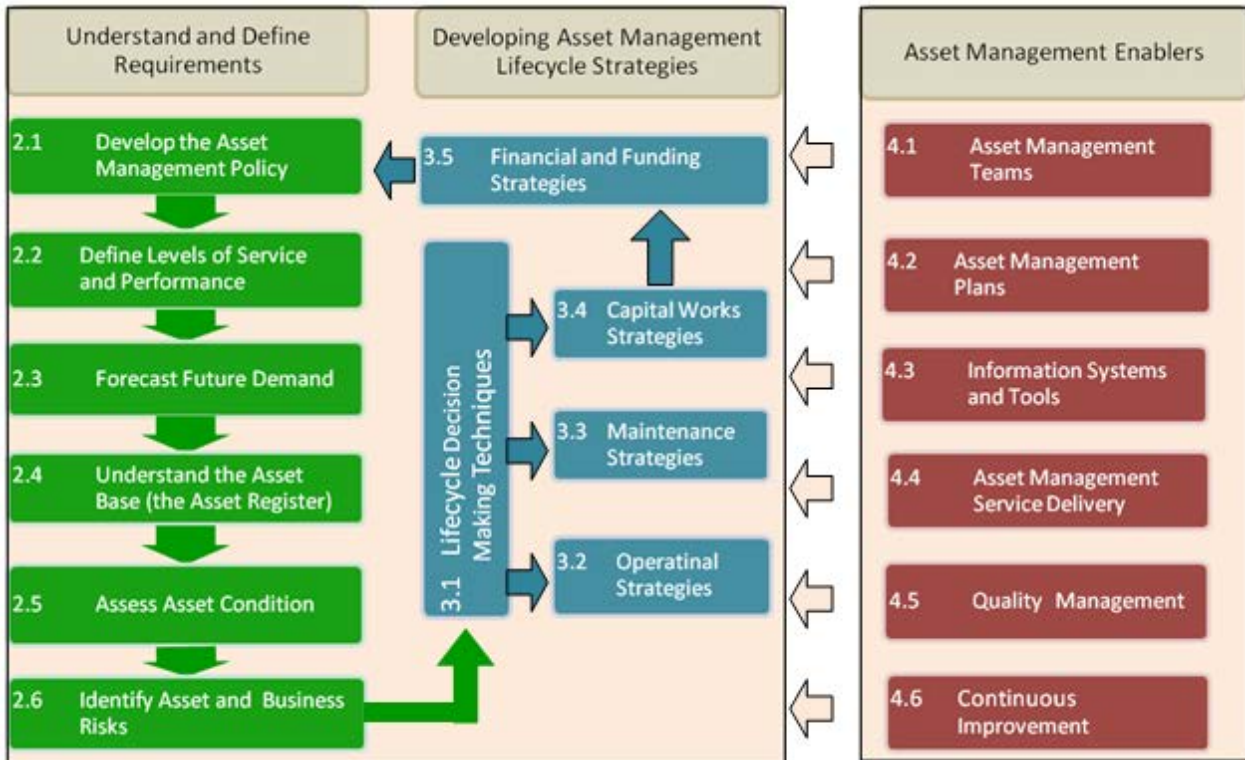 Understand and Define
Requirements
Developing Asset Management
Lifecycle Strategies
Asset Management Enablers
2.1 Develop the Asset
Management Policy
2.2 Define Levels of Service
and Performance
2.3 Forecast Future Demand
2.4 Understand the Asset
Base (the Asset Register)
2.5 Assess Asset Condition
2.6 Identify Asset and Business
Risks
3.5 Financial and Funding
Strategies
3.1 Lifecycle Decision
Making Techniques
3.4 Capital Works
Strategies
3.3 Maintenance
Strategies
3.2 Operatinal
Strategies
4.1 Asset Management
Teams
4.2 Asset Management
Plans
4.3 Information Systems
and Tools
4.4 Asset Management
Service Delivery
4.5 Quality Management
4.6 Continuous
Improvement